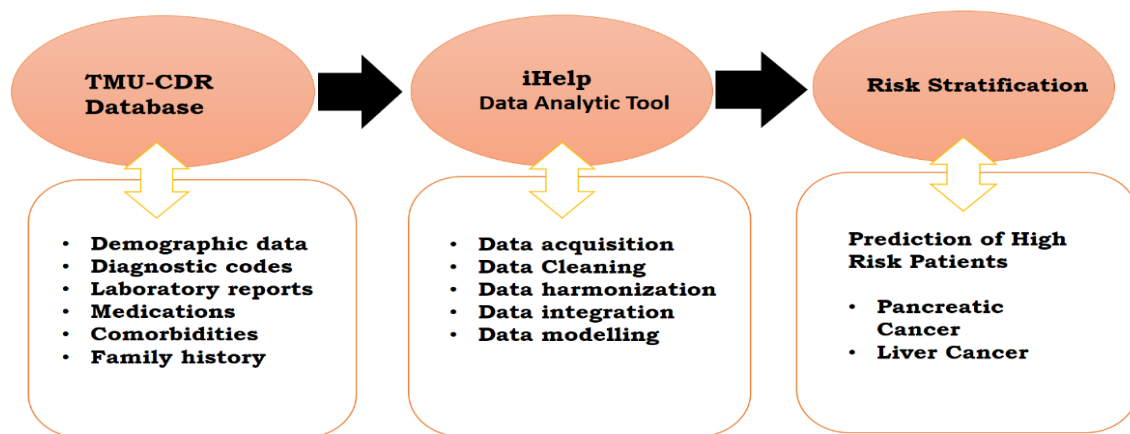 TMU-CDR
Database
iHelp
Data Analytic Tool
Risk Stratification
• Demographic data
• Diagnostic codes
• Laboratory reports
• Medications
• Comorbidities
• Family history
• Data acquisition
• Data Cleaning
• Data harmonization
• Data integration
• Data modelling
Prediction of High
Risk Patients
• Pancreatic
Cancer
• Liver Cancer